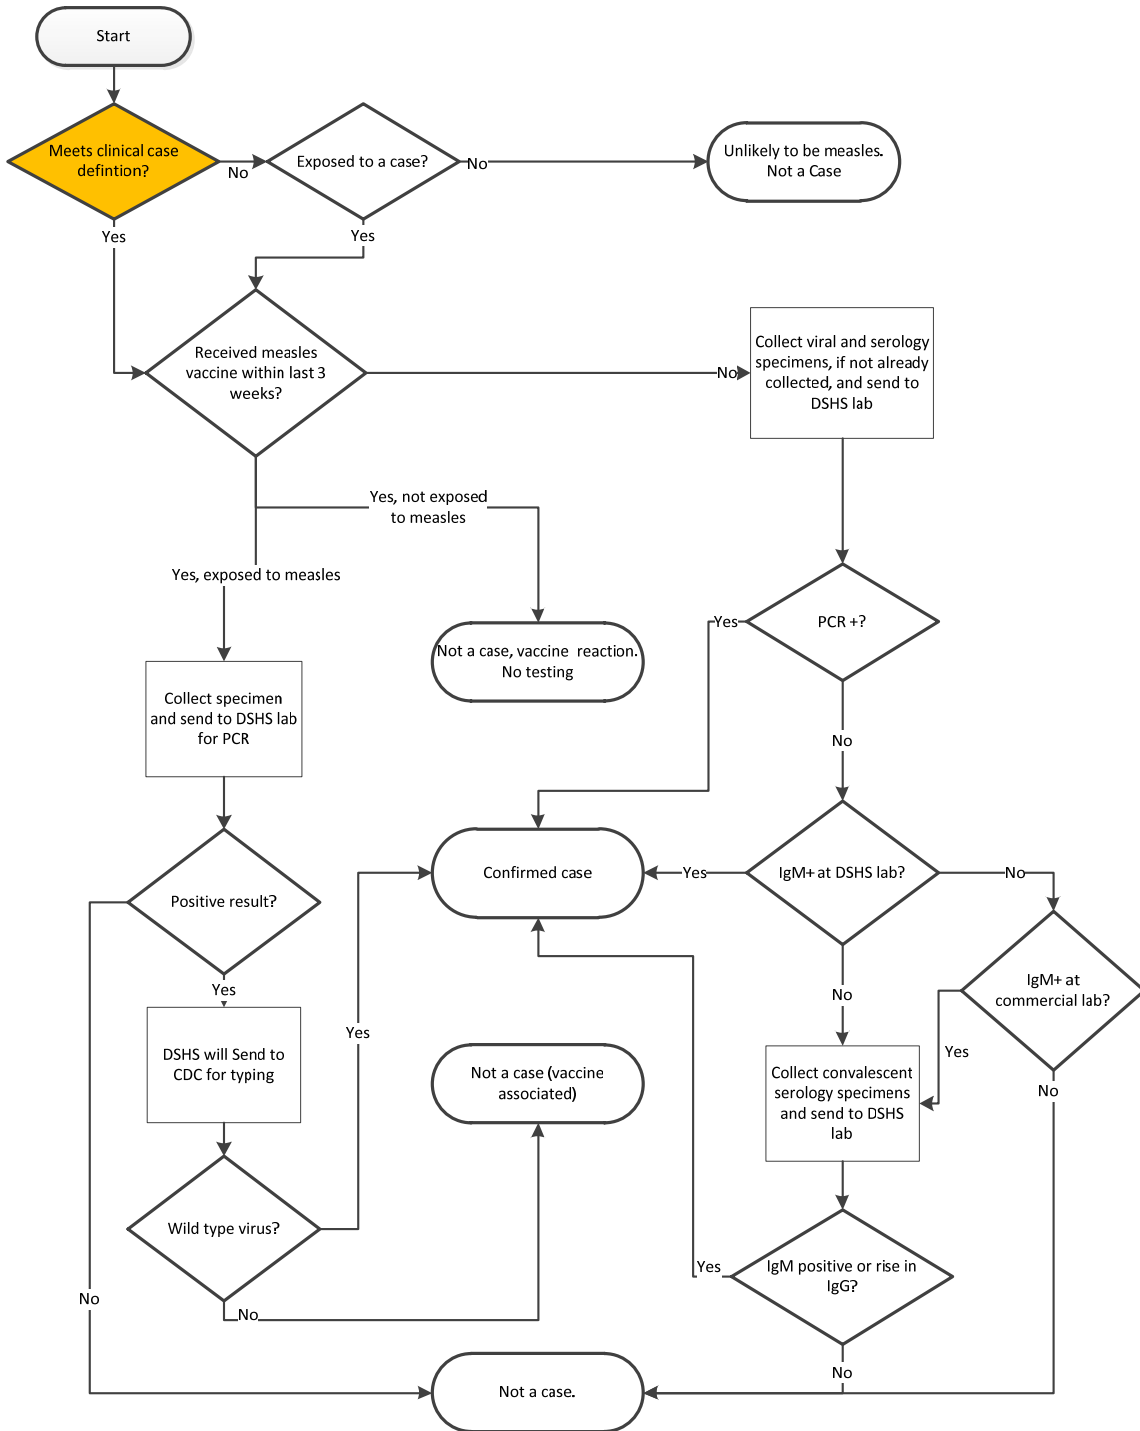 Start
Meets clinical case
defintion?
No
Exposed to a case?
No
Unlikely to be measles.
Not a Case
Yes
Yes
Received measles
vaccine within last 3
weeks?
No
Collect viral and serology
specimens, if not already
collected, and send to
DSHS lab
Yes, not exposed
to measles
Yes, exposed to measles
Not a case, vaccine reaction.
No testing
Yes
PCR +?
Collect specimen
and send to DSHS lab
for PCR
No
Confirmed case
Yes
IgM+ at DSHS lab?
No
Positive result?
Yes
No
IgM+ at
commercial lab?
Yes
DSHS will Send to
CDC for typing
Yes
Not a case (vaccine
associated)
Collect convalescent
serology specimens
and send to DSHS
lab
No
Wild type virus?
Yes
IgM positive or rise in
IgG?
No
No
No
Not a case.